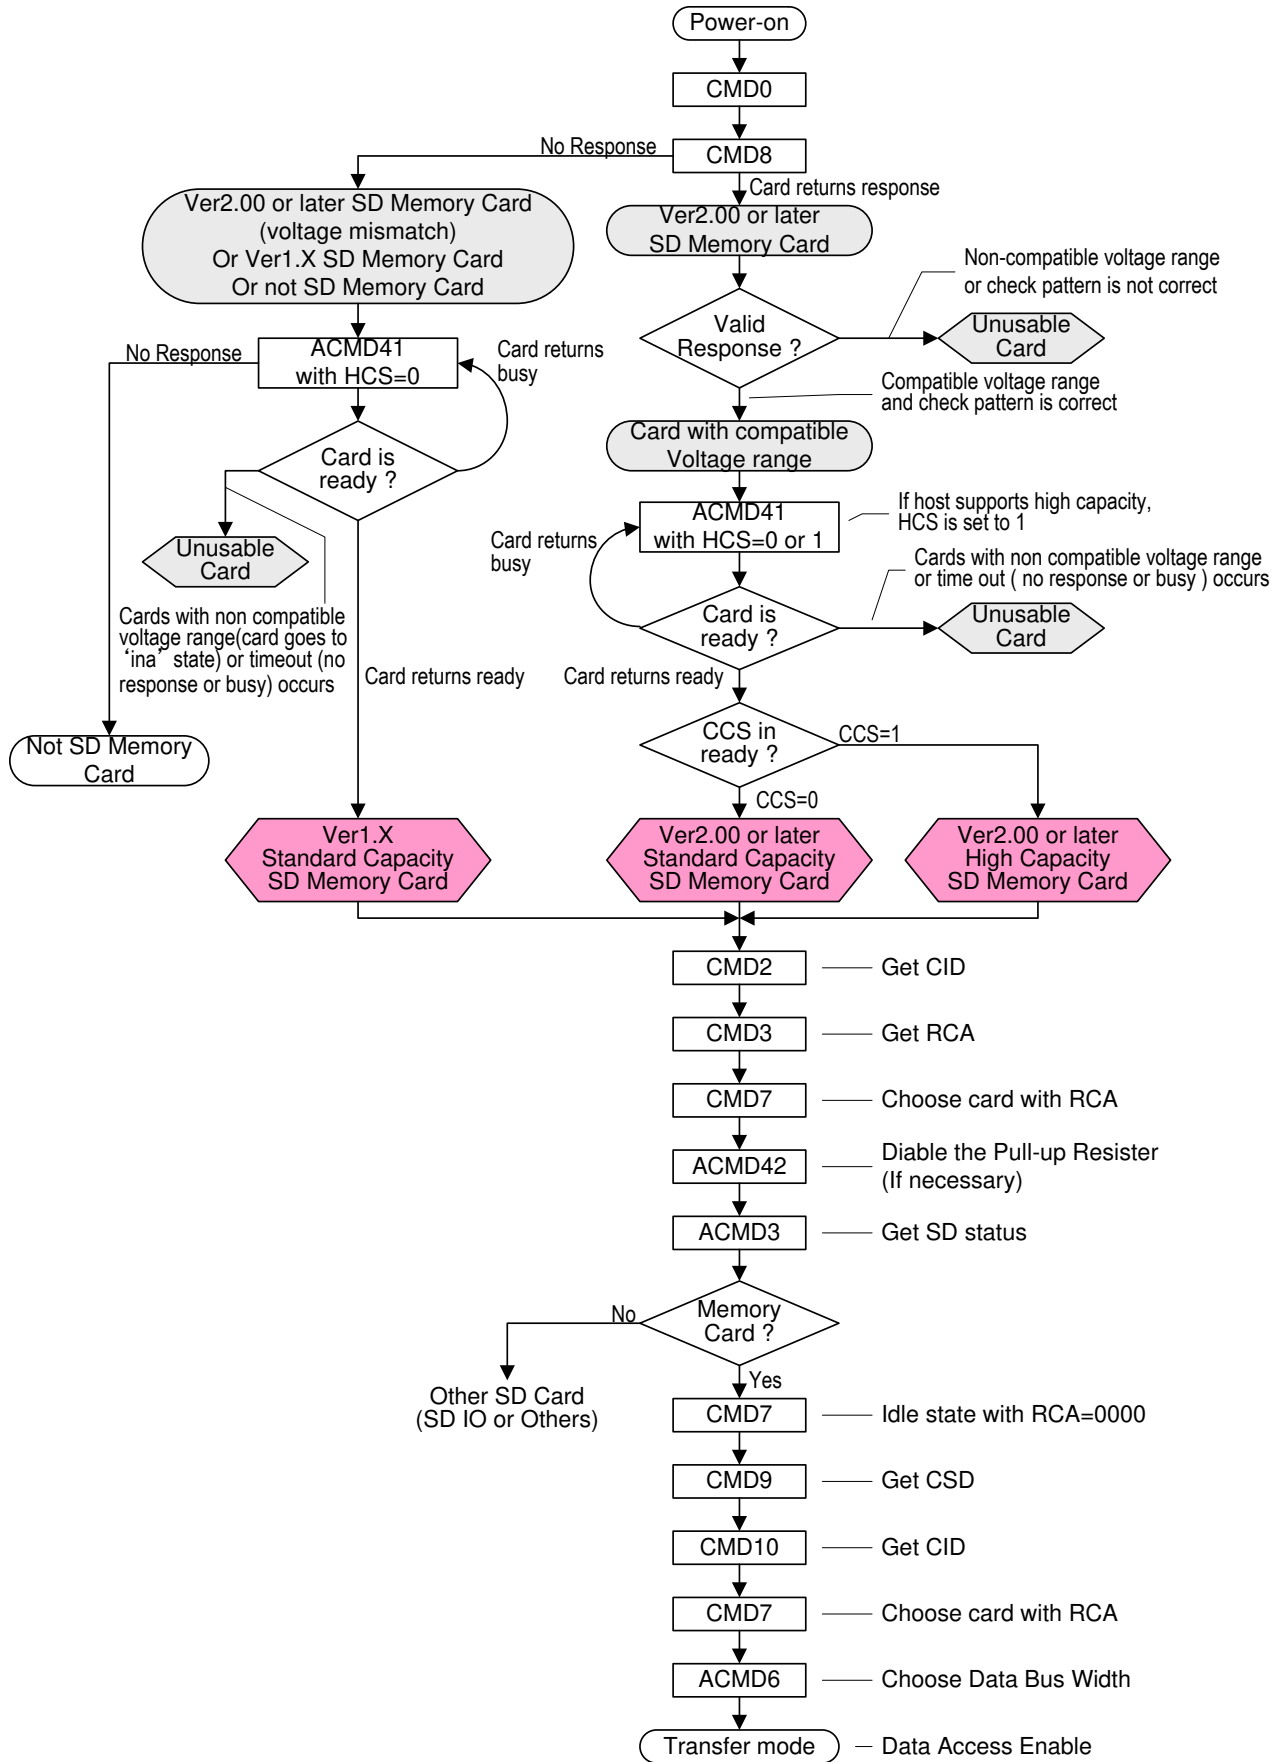 Power-on
CMD0
No Response
CMD8
Card returns response
Ver2.00 or later SD Memory Card
(voltage mismatch)
Or Ver1.X SD Memory Card
Or not SD Memory Card
Ver2.00 or later
SD Memory Card
Non-compatible voltage range
or check pattern is not correct
Valid
Response ?
Unusable
Card
No Response
ACMD41
with HCS=0
Card returns
busy
Compatible voltage range
and check pattern is correct
Card with compatible
Voltage range
Card is
ready ?
ACMD41
with HCS=0 or 1
If host supports high capacity,
HCS is set to 1
Card returns
busy
Unusable
Card
Cards with non compatible voltage range
or time out ( no response or busy ) occurs
Card is
ready ?
Unusable
Card
Cards with non compatible
voltage range(card goes to
‘ina’ state) or timeout (no
response or busy) occurs
Card returns ready
Card returns ready
CCS in
ready ?
CCS=1
Not SD Memory
Card
CCS=0
Ver1.X
Standard Capacity
SD Memory Card
Ver2.00 or later
Standard Capacity
SD Memory Card
Ver2.00 or later
High Capacity
SD Memory Card
CMD2
Get CID
CMD3
Get RCA
CMD7
Choose card with RCA
ACMD42
Diable the Pull-up Resister
(If necessary)
ACMD3
Get SD status
No
Memory
Card ?
Yes
Other SD Card
(SD IO or Others)
CMD7
Idle state with RCA=0000
CMD9
Get CSD
CMD10
Get CID
CMD7
Choose card with RCA
ACMD6
Choose Data Bus Width
Transfer mode
Data Access Enable